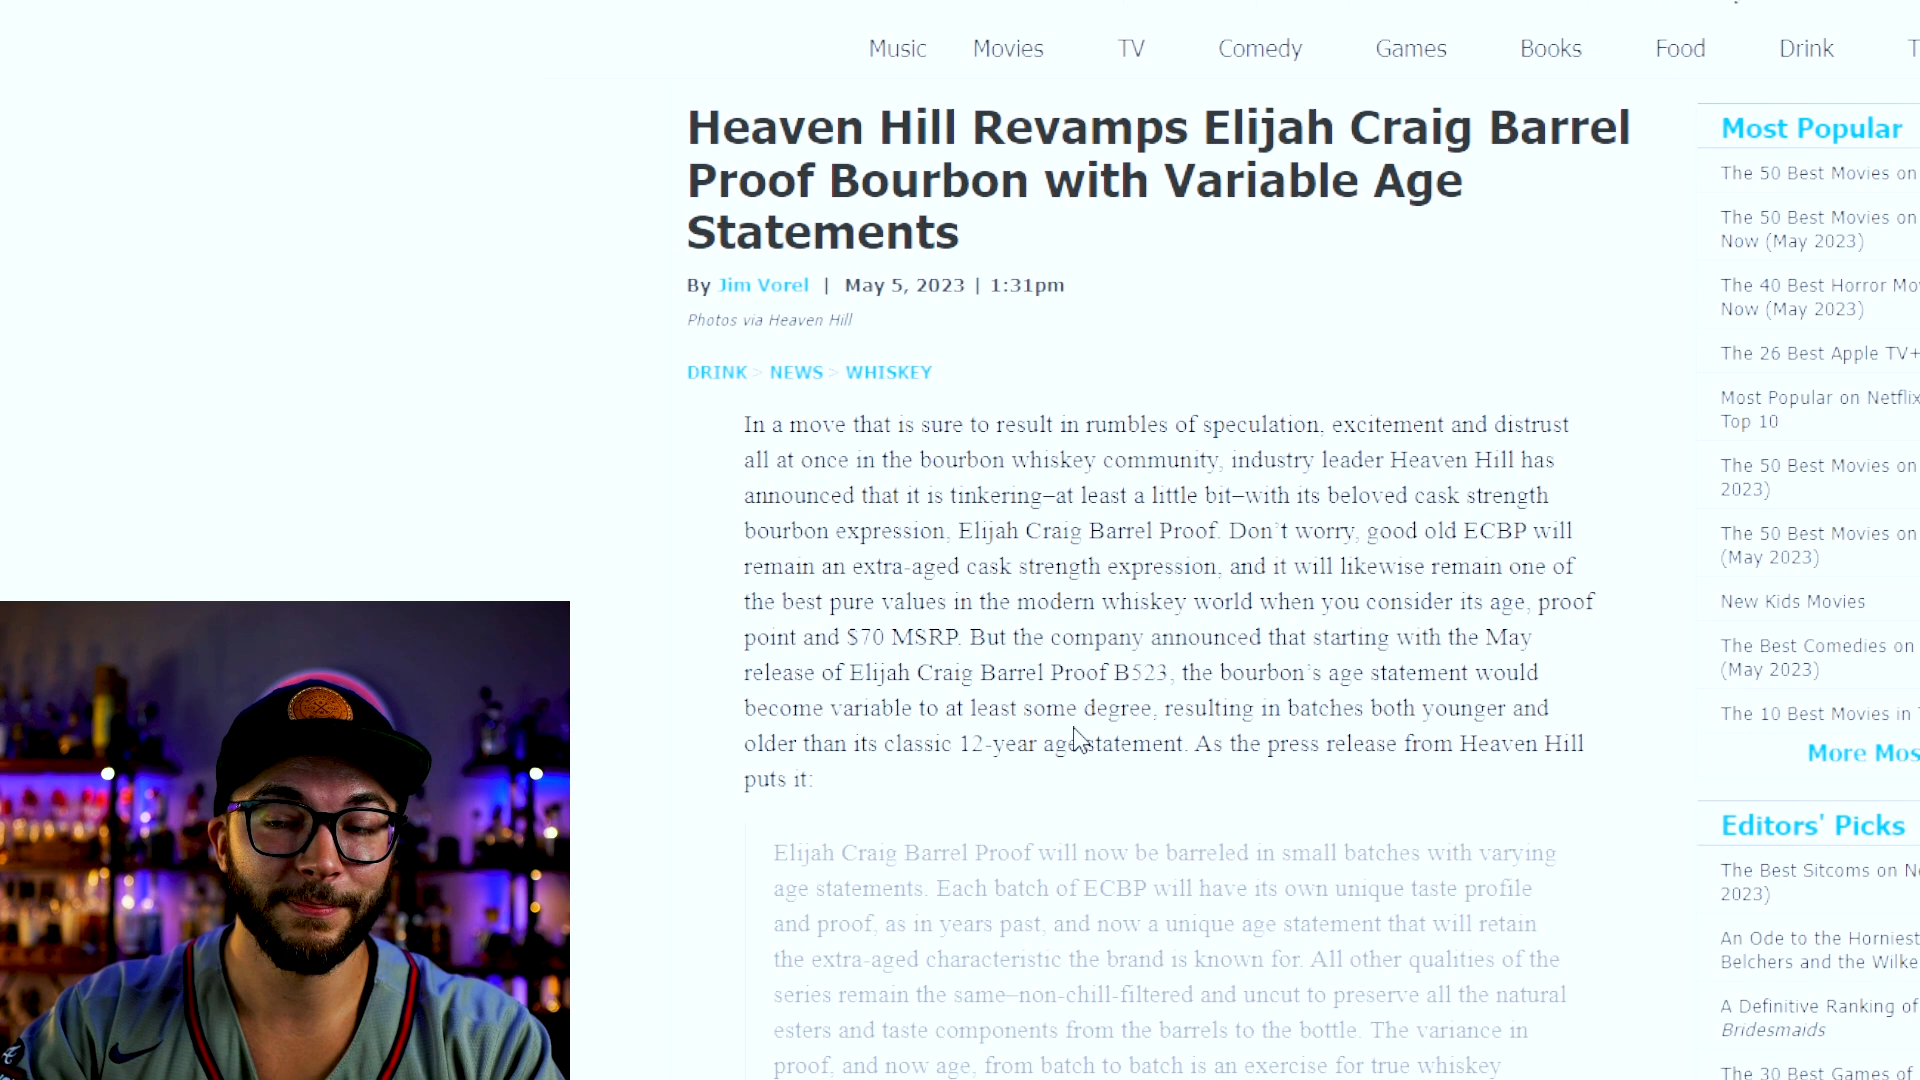 Music Movies TV Comedy Games Books Food Drink
Heaven Hill Revamps Elijah Craig Barrel
Proof Bourbon with Variable Age
Statements
By Jim Vorel | May 5, 2023 | 1:31pm
Photos via Heaven Hill
DRINK > NEWS > WHISKEY
In a move that is sure to result in rumbles of speculation, excitement and distrust
all at once in the bourbon whiskey community, industry leader Heaven Hill has
announced that it is tinkering—at least a little bit—with its beloved cask strength
bourbon expression, Elijah Craig Barrel Proof. Don't worry, good old ECBP will
remain an extra-aged cask strength expression, and it will likewise remain one of
the best pure values in the modern whiskey world when you consider its age, proof
point and $70 MSRP. But the company announced that starting with the May
release of Elijah Craig Barrel Proof B523, the bourbon's age statement would
become variable to at least some degree, resulting in batches both younger and
older than its classic 12-year age statement. As the press release from Heaven Hill
puts it:
Elijah Craig Barrel Proof will now be barreled in small batches with varying
age statements. Each batch of ECBP will have its own unique taste profile
and proof, as in years past, and now a unique age statement that will retain
the extra-aged characteristic the brand is known for. All other qualities of the
series remain the same—non-chill-filtered and uncut to preserve all the natural
esters and taste components from the barrels to the bottle. The variance in
proof, and now age, from batch to batch is an exercise for true whiskey
Most Popular
The 50 Best Movies on
The 50 Best Movies on
Now (May 2023)
The 40 Best Horror
Now (May 2023)
The 26 Best Apple TV+
Most Popular on Netflix
Top 10
The 50 Best Movies on
2023)
The 50 Best Movies on
(May 2023)
New Kids Movies
The Best Comedies on
(May 2023)
The 10 Best Movies in
More
Editors' Picks
The Best Sitcoms on
2023)
An Ode to the Horniest
Belchers and the
A Definitive Ranking of
Bridesmaids
The 30 Best Games of